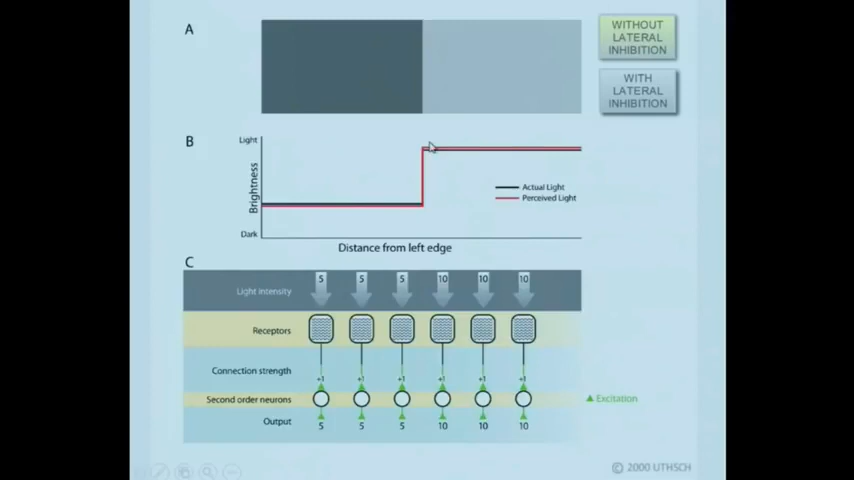 A
WITHOUT
LATERAL
INHIBITION
WITH
LATERAL
INHIBITION
B
Light
Brightness
Dark
Actual Light
Perceived Light
Distance from left edge
C
Light Intensity
5 5 5 10 10 10
Receptors
Connection strength
+1 +1 +1 +1 +1 +1
Second order neurons
Excitation
Output
5 5 5 10 10 10
© 2000 UTHSCH